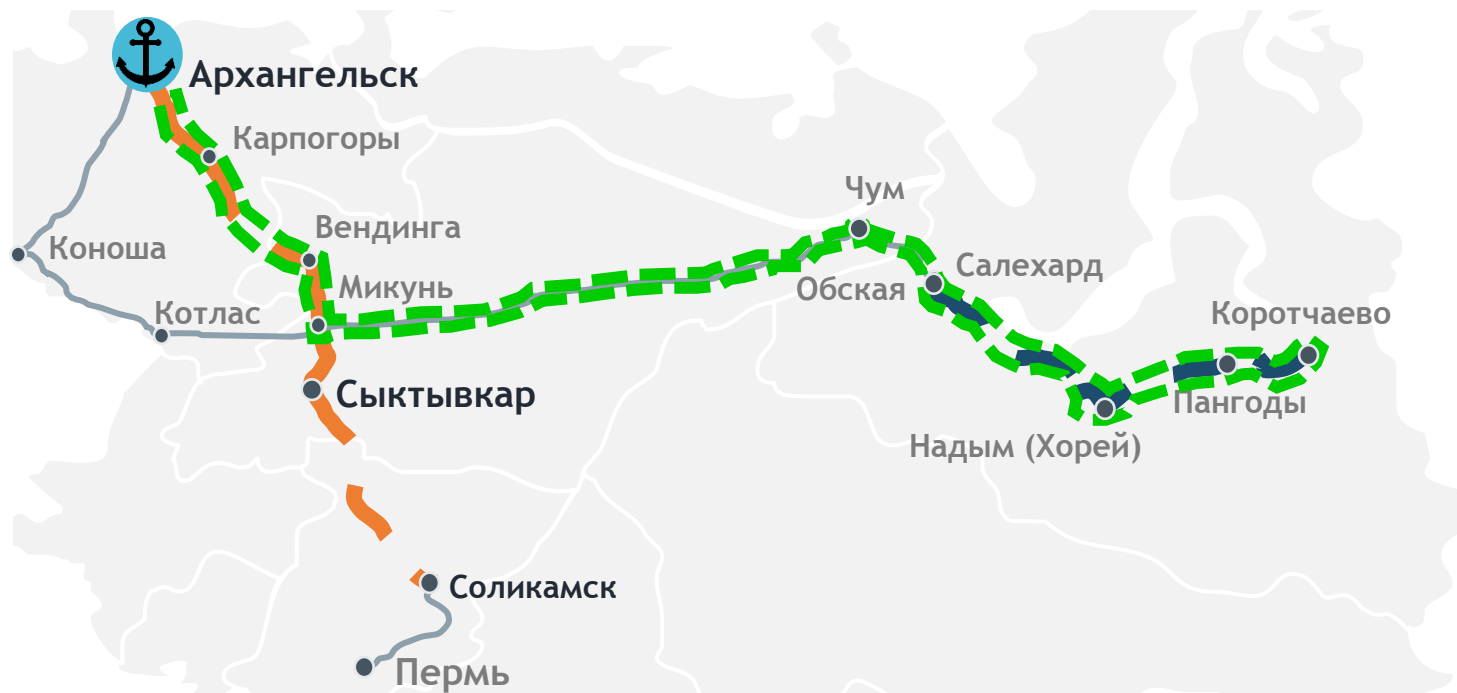 Архангельск
Карпогоры
Чум
Вендинга
Коноша
Салехард
Микунь
Обская
Котлас
Коротчаево
Сыктывкар
Пангоды
Надым (Хорей)
Соликамск
Пермь